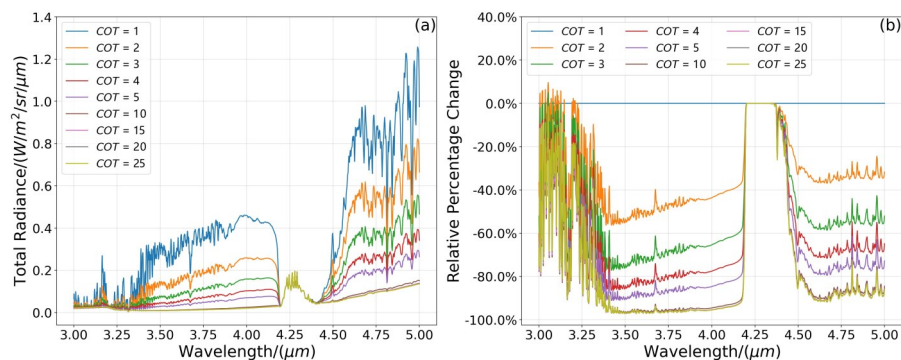 (a)
Total Radiance/(W/m²/sr/μm)
1.4
1.2
1.0
0.8
0.6
0.4
0.2
0.0
COT = 1
COT = 2
COT = 3
COT = 4
COT = 5
COT = 10
COT = 15
COT = 20
COT = 25
3.00 3.25 3.50 3.75 4.00 4.25 4.50 4.75 5.00
Wavelength/(μm)
(b)
Relative Percentage Change
40.0%
20.0%
0.0%
-20.0%
-40.0%
-60.0%
-80.0%
-100.0%
COT = 1 COT = 4 COT = 15
COT = 2 COT = 5 COT = 20
COT = 3 COT = 10 COT = 25
3.00 3.25 3.50 3.75 4.00 4.25 4.50 4.75 5.00
Wavelength/(μm)